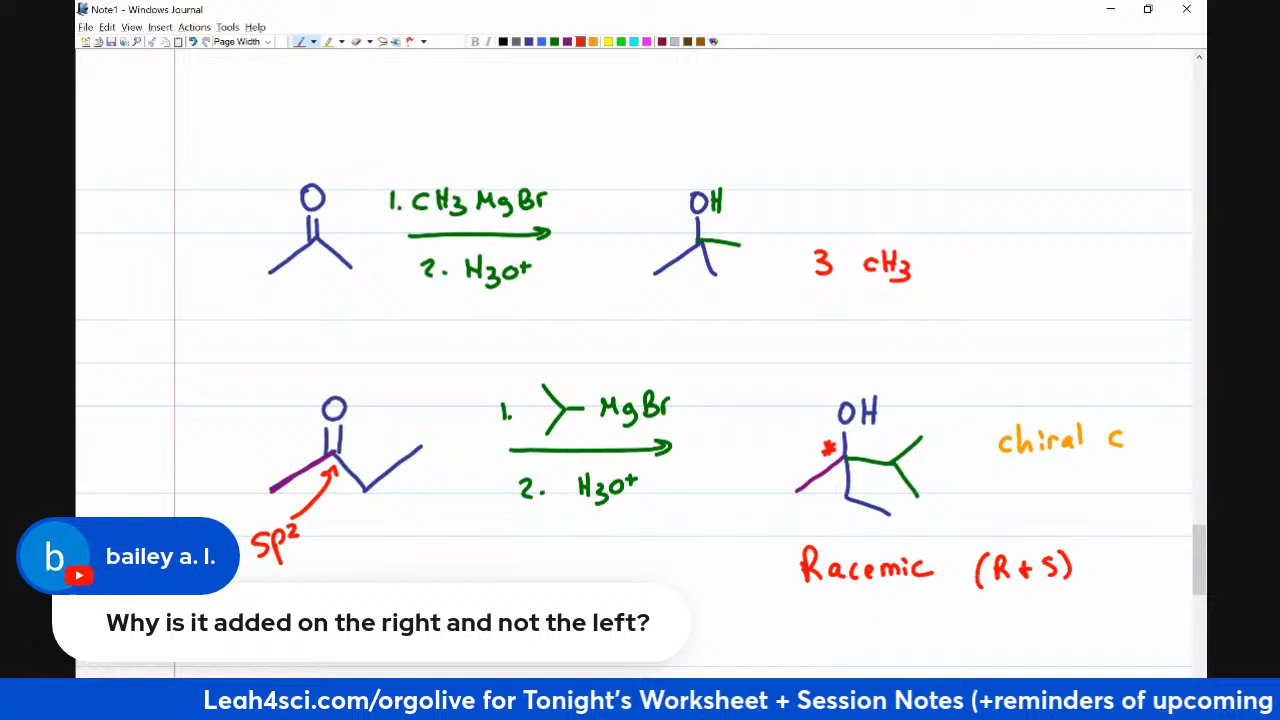 Note1 - Windows Journal
File Edit View Insert Actions Tools Help
Page Width
B I
O
1. CH3 MgBr
2. H3O+
OH
3 CH3
O
1. MgBr
2. H3O+
OH
*
chiral c
sp²
Racemic (R + S)
b
bailey a. l.
Why is it added on the right and not the left?
Leah4sci.com/orgolive for Tonight's Worksheet + Session Notes (+reminders of upcoming